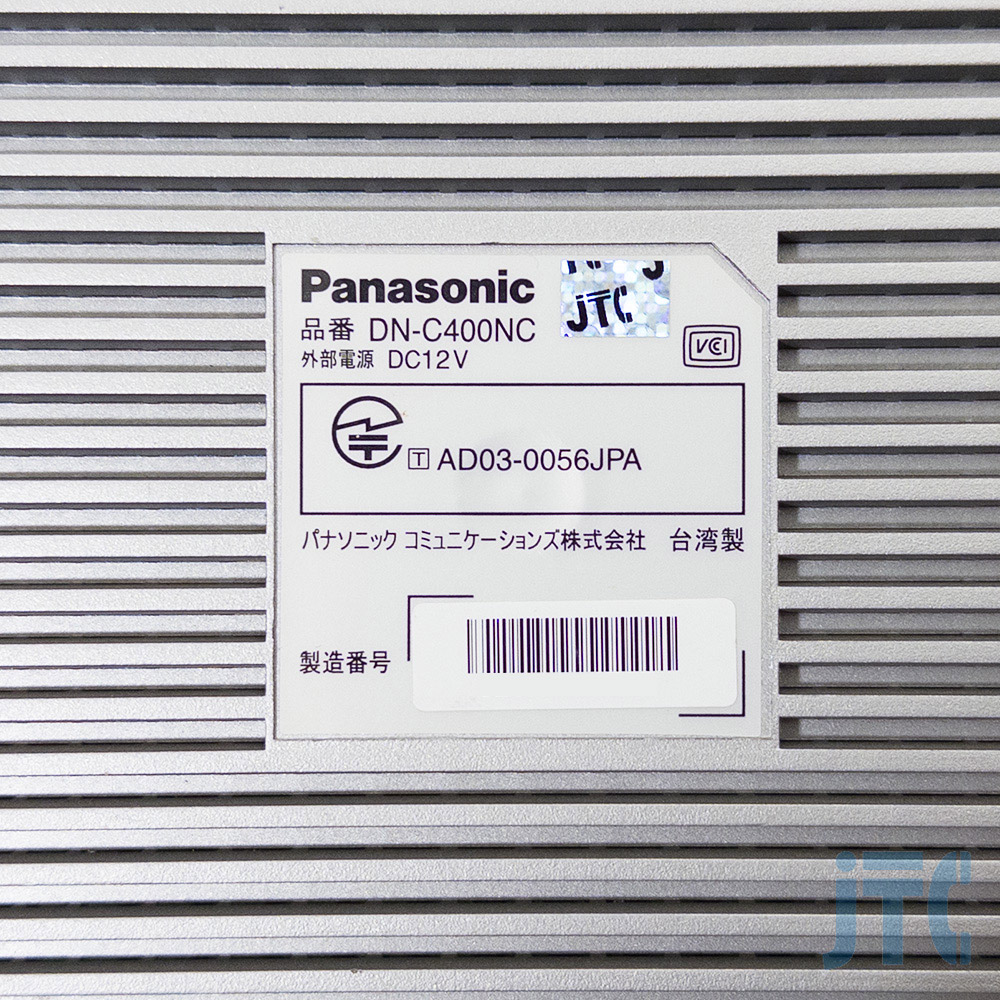 Panasonic
JTC
品番 DN-C400NC
外部電源 DC12V
VCI
T AD03-0056JPA
パナソニック コミュニケーションズ株式会社 台湾製
製造番号
JTC